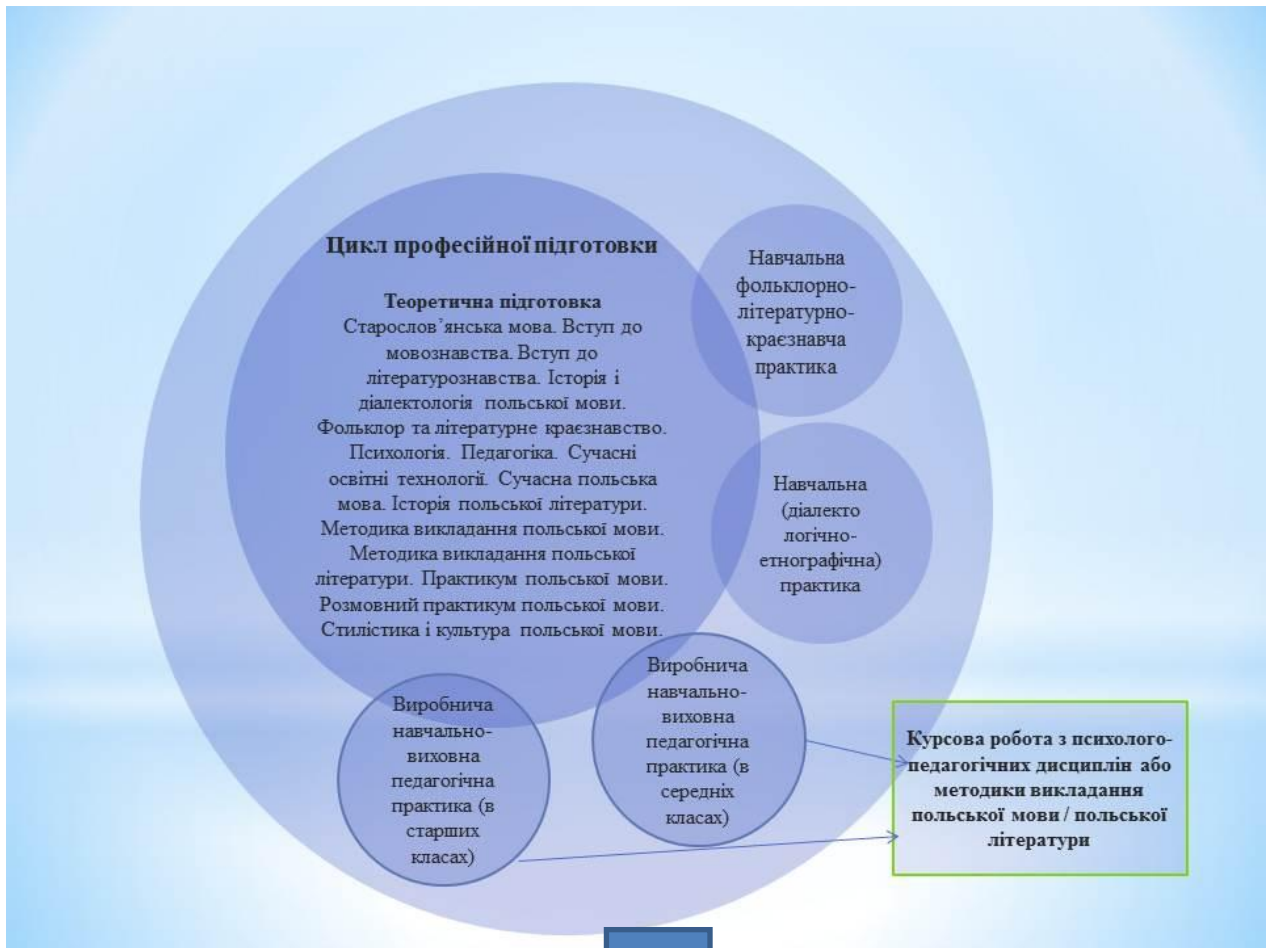 Цикл професійної підготовки
Теоретична підготовка
Старослов’янська мова. Вступ до
мовознавства. Вступ до
літературознавства. Історія і
діалектологія польської мови.
Фольклор та літературне краєзнавство.
Психологія. Педагогіка. Сучасні
освітні технології. Сучасна польська
мова. Історія польської літератури.
Методика викладання польської мови.
Методика викладання польської
літератури. Практикум польської мови.
Розмовний практикум польської мови.
Стилістика і культура польської мови.
Навчальна
фольклорно-
літературно-
краєзнавча
практика
Навчальна
(діалекто
логічно-
етнографічна)
практика
Виробнича
навчально-
виховна
педагогічна
практика (в
середніх
класах)
Виробнича
навчально-
виховна
педагогічна
практика (в
старших
класах)
Курсова робота з психолого-
педагогічних дисциплін або
методики викладання
польської мови / польської
літератури